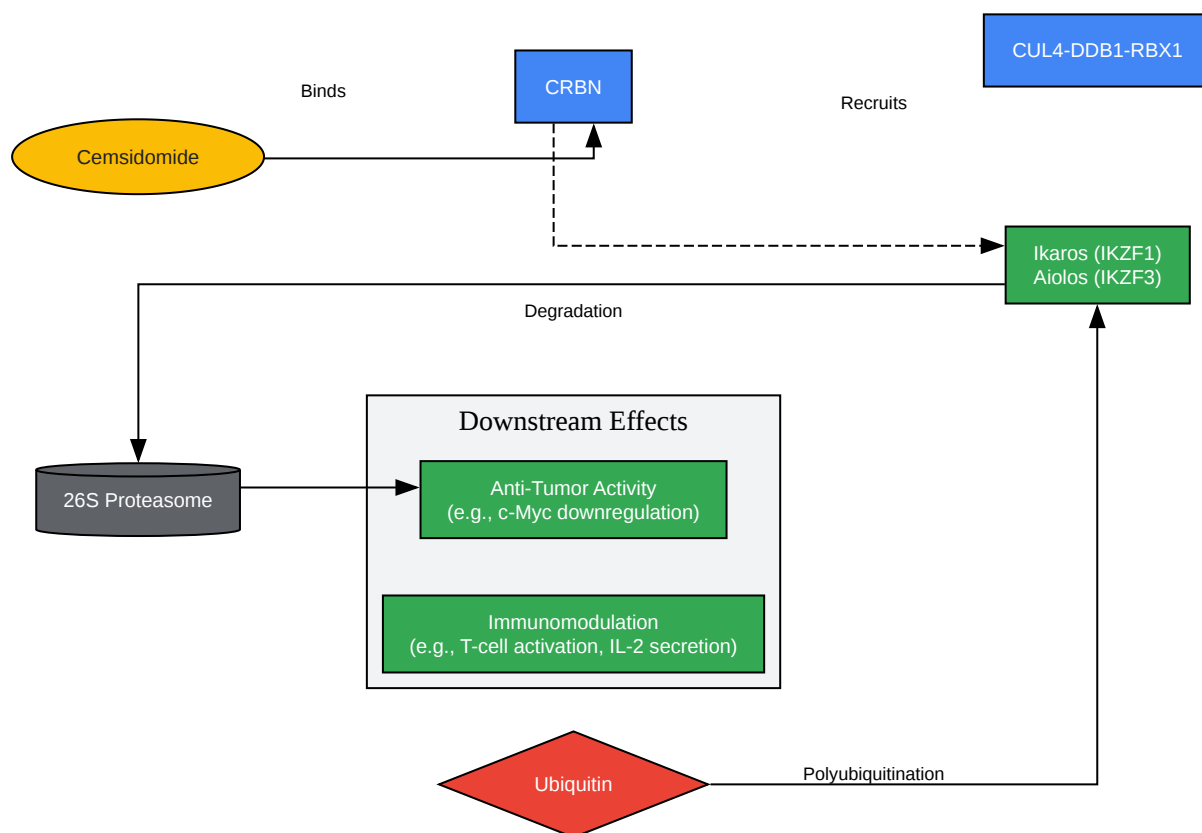 CUL4-DDB1-RBX1
CRBN
Binds
Recruits
Cemsidomide
Ikaros (IKZF1)
Aiolos (IKZF3)
Degradation
Downstream Effects
26S Proteasome
Anti-Tumor Activity
(e.g., c-Myc downregulation)
Immunomodulation
(e.g., T-cell activation, IL-2 secretion)
Ubiquitin
Polyubiquitination